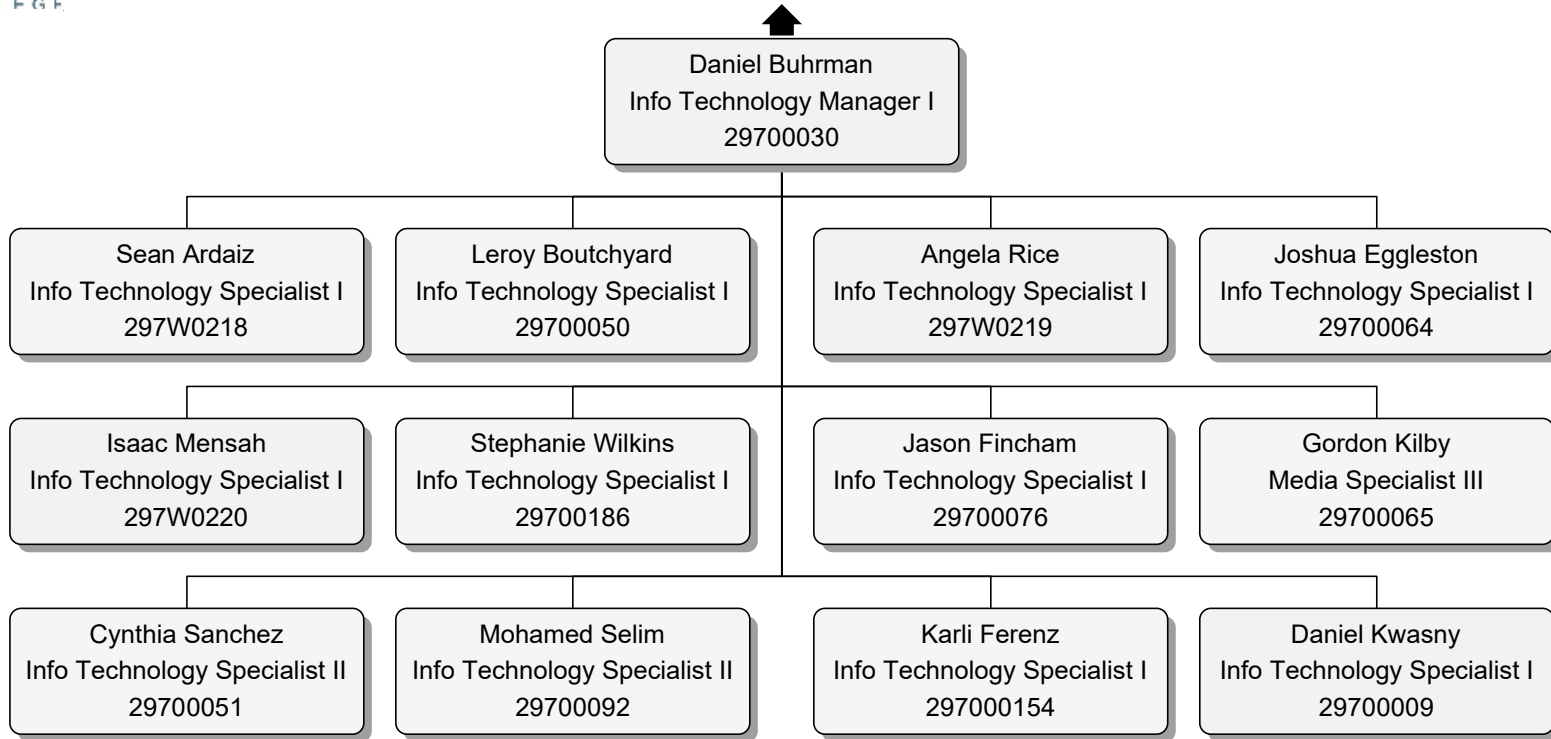 Daniel Buhrman
Info Technology Manager I
29700030
Sean Ardaiz
Info Technology Specialist I
297W0218
Leroy Boutchyard
Info Technology Specialist I
29700050
Angela Rice
Info Technology Specialist I
297W0219
Joshua Eggleston
Info Technology Specialist I
29700064
Isaac Mensah
Info Technology Specialist I
297W0220
Stephanie Wilkins
Info Technology Specialist I
29700186
Jason Fincham
Info Technology Specialist I
29700076
Gordon Kilby
Media Specialist III
29700065
Cynthia Sanchez
Info Technology Specialist II
29700051
Mohamed Selim
Info Technology Specialist II
29700092
Karli Ferenz
Info Technology Specialist I
297000154
Daniel Kwasny
Info Technology Specialist I
29700009